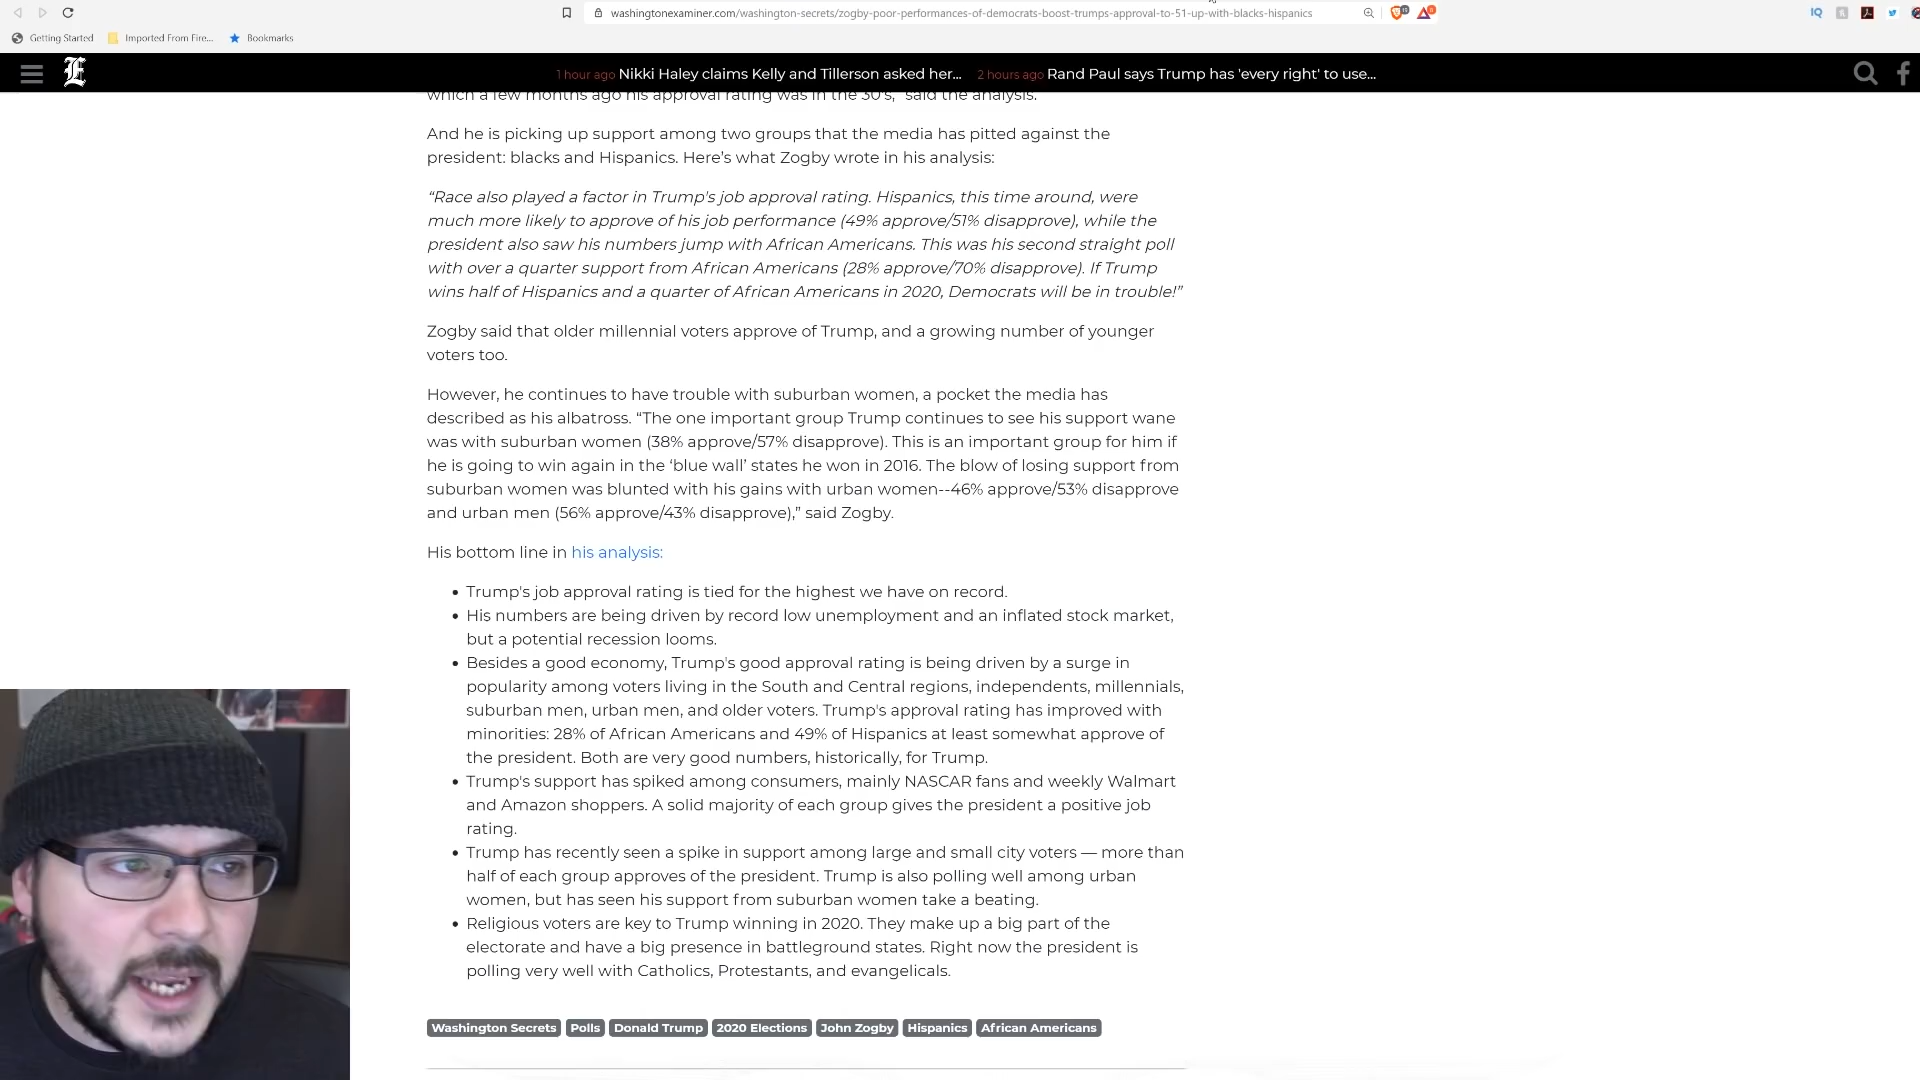 washingtonexaminer.com/washington-secrets/zogby-poor-performances-of-democrats-boost-trumps-approval-to-51-up-with-blacks-hispanics
IQ
Getting Started
Imported From Fire...
Bookmarks
E
1 hour ago Nikki Haley claims Kelly and Tillerson asked her...
2 hours ago Rand Paul says Trump has 'every right' to use...
which a few months ago his approval rating was in the 30's," said the analysis.
And he is picking up support among two groups that the media has pitted against the
president: blacks and Hispanics. Here’s what Zogby wrote in his analysis:
“Race also played a factor in Trump's job approval rating. Hispanics, this time around, were
much more likely to approve of his job performance (49% approve/51% disapprove), while the
president also saw his numbers jump with African Americans. This was his second straight poll
with over a quarter support from African Americans (28% approve/70% disapprove). If Trump
wins half of Hispanics and a quarter of African Americans in 2020, Democrats will be in trouble!”
Zogby said that older millennial voters approve of Trump, and a growing number of younger
voters too.
However, he continues to have trouble with suburban women, a pocket the media has
described as his albatross. “The one important group Trump continues to see his support wane
was with suburban women (38% approve/57% disapprove). This is an important group for him if
he is going to win again in the ‘blue wall’ states he won in 2016. The blow of losing support from
suburban women was blunted with his gains with urban women--46% approve/53% disapprove
and urban men (56% approve/43% disapprove),” said Zogby.
His bottom line in his analysis:
• Trump's job approval rating is tied for the highest we have on record.
• His numbers are being driven by record low unemployment and an inflated stock market,
but a potential recession looms.
• Besides a good economy, Trump's good approval rating is being driven by a surge in
popularity among voters living in the South and Central regions, independents, millennials,
suburban men, urban men, and older voters. Trump's approval rating has improved with
minorities: 28% of African Americans and 49% of Hispanics at least somewhat approve of
the president. Both are very good numbers, historically, for Trump.
• Trump's support has spiked among consumers, mainly NASCAR fans and weekly Walmart
and Amazon shoppers. A solid majority of each group gives the president a positive job
rating.
• Trump has recently seen a spike in support among large and small city voters — more than
half of each group approves of the president. Trump is also polling well among urban
women, but has seen his support from suburban women take a beating.
• Religious voters are key to Trump winning in 2020. They make up a big part of the
electorate and have a big presence in battleground states. Right now the president is
polling very well with Catholics, Protestants, and evangelicals.
Washington Secrets Polls Donald Trump 2020 Elections John Zogby Hispanics African Americans